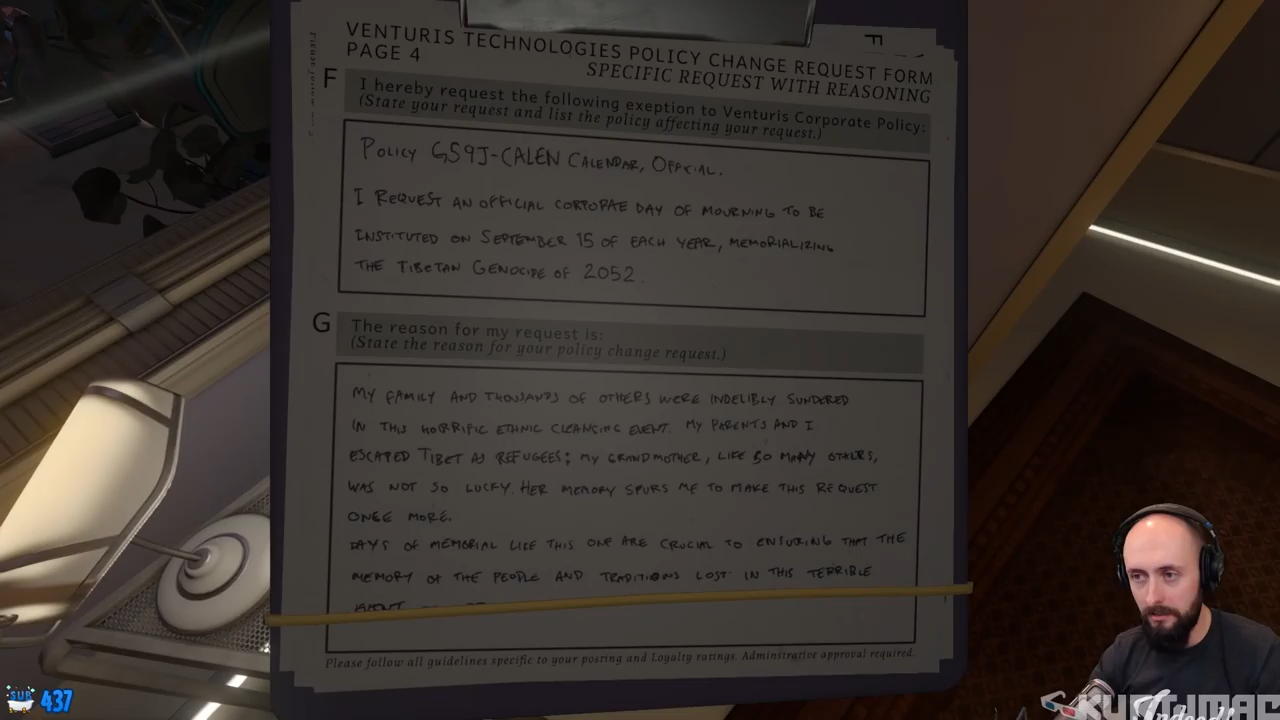 VENTURIS TECHNOLOGIES POLICY CHANGE REQUEST FORM
PAGE 4
SPECIFIC REQUEST WITH REASONING
F
I hereby request the following exeption to Venturis Corporate Policy:
(State your request and list the policy affecting your request.)
POLICY GS9J-CALEN CALENDAR, OFFICIAL.
I REQUEST AN OFFICIAL CORPORATE DAY OF MOURNING TO BE
INSTITUTED ON SEPTEMBER 15 OF EACH YEAR, MEMORIALIZING
THE TIBETAN GENOCIDE OF 2052.
G
The reason for my request is:
(State the reason for your policy change request.)
MY FAMILY AND THOUSANDS OF OTHERS WERE INDELIBLY SUNDERED
IN THIS HORRIFIC ETHNIC CLEANSING EVENT. MY PARENTS AND I
ESCAPED TIBET AS REFUGEES; MY GRANDMOTHER, LIKE SO MANY OTHERS,
WAS NOT SO LUCKY. HER MEMORY SPURS ME TO MAKE THIS REQUEST
ONCE MORE.
DAYS OF MEMORIAL LIKE THIS ONE ARE CRUCIAL TO ENSURING THAT THE
MEMORY OF THE PEOPLE AND TRADITIONS LOST IN THIS TERRIBLE
Please follow all guidelines specific to your posting and Loyalty ratings. Adminstrative approval required.
SUB
437